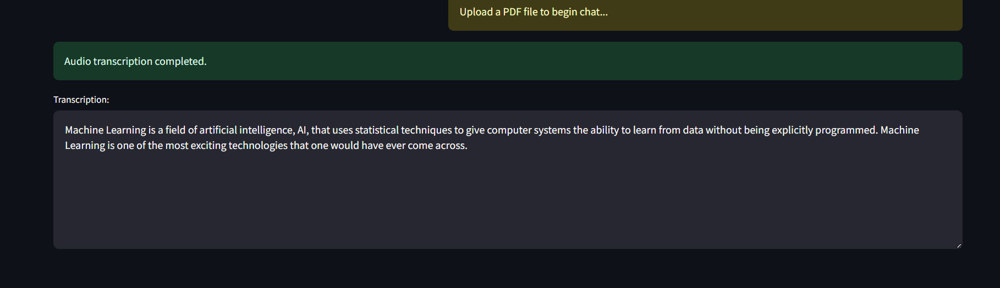 Upload a PDF file to begin chat...
Audio transcription completed.
Transcription:
Machine Learning is a field of artificial intelligence, AI, that uses statistical techniques to give computer systems the ability to learn from data without being explicitly programmed. Machine
Learning is one of the most exciting technologies that one would have ever come across.